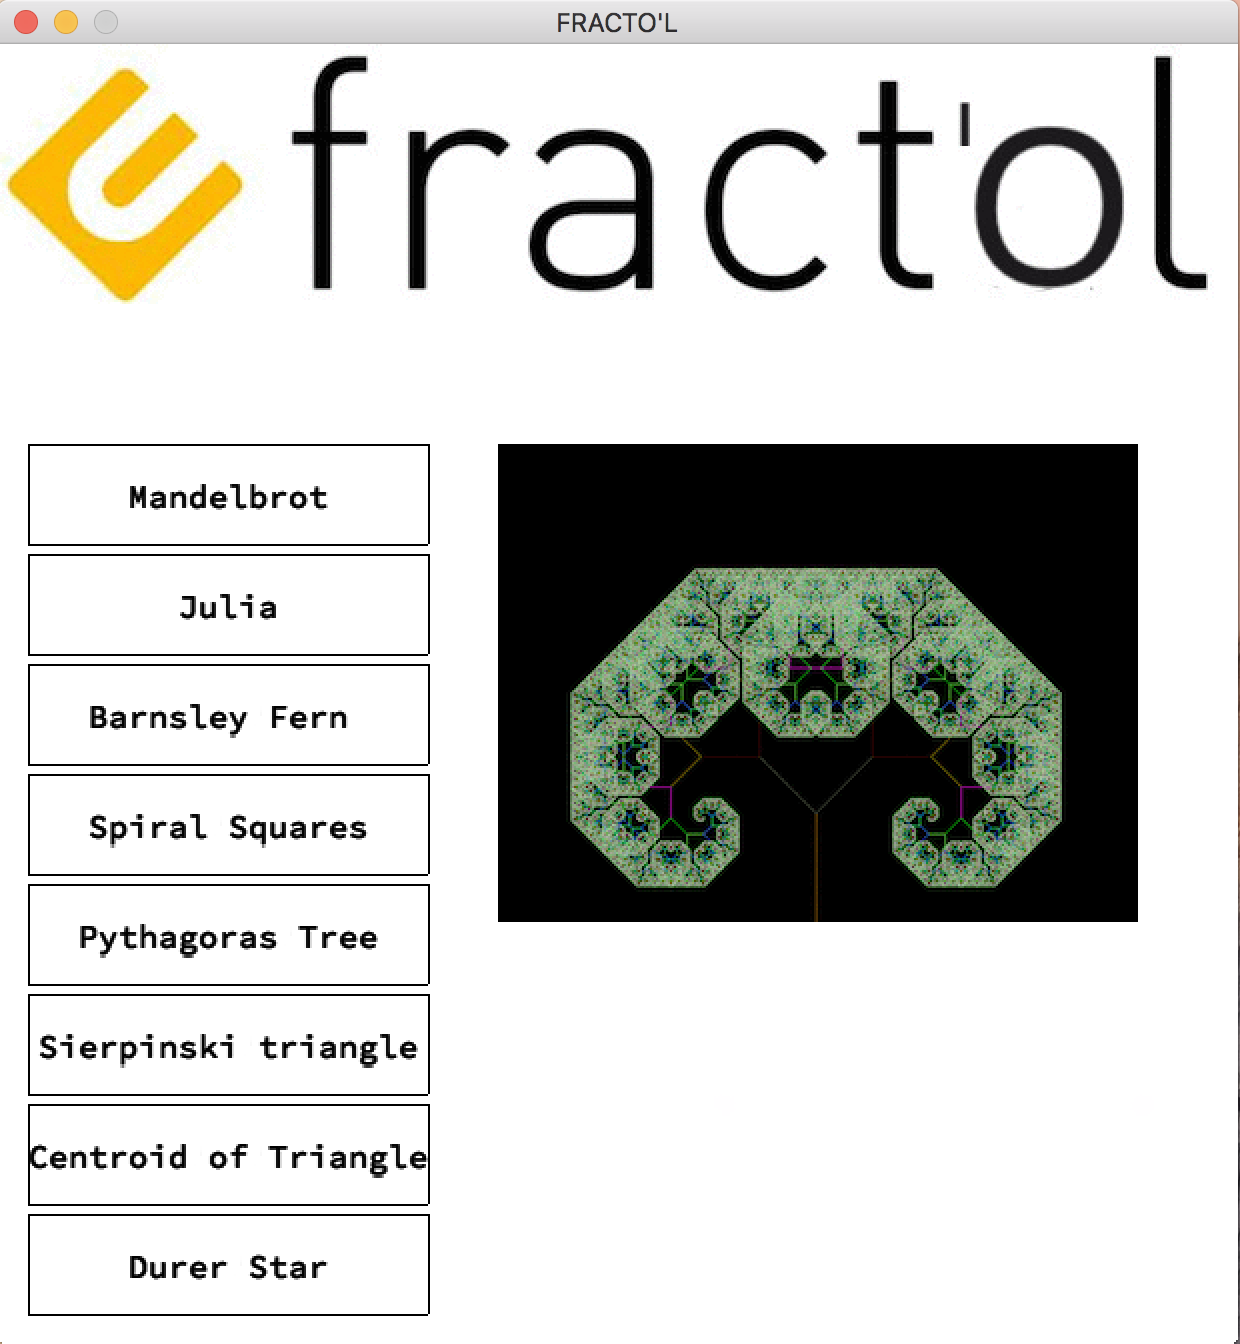 FRACTO'L
fract'ol
Mandelbrot
Julia
Barnsley Fern
Spiral Squares
Pythagoras Tree
Sierpinski triangle
Centroid of Triangle
Durer Star